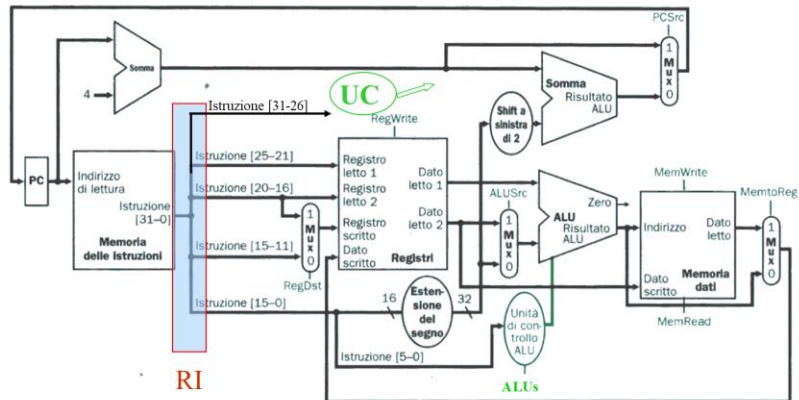 PCSrc
1
Mux
0
Somma
4
Somma
Risultato
ALU
Shift a
sinistra
di 2
UC
Istruzione [31-26]
RegWrite
PC
Indirizzo
di lettura
Istruzione
[31-0]
Memoria
delle istruzioni
Istruzione [25-21]
Istruzione [20-16]
Istruzione [15-11]
Istruzione [15-0]
Istruzione [5-0]
1
Mux
0
RegDst
Registro
letto 1
Registro
letto 2
Registro
scritto
Dato
scritto
Dato
letto 1
Dato
letto 2
Registri
ALUSrc
1
Mux
0
Zero
ALU
Risultato
ALU
MemWrite
Indirizzo
Dato
letto
Dato
scritto
Memoria
dati
MemRead
MemtoReg
1
Mux
0
16
Esten-
sione
del
segno
32
Unità
di con-
trollo
ALU
ALUs
RI